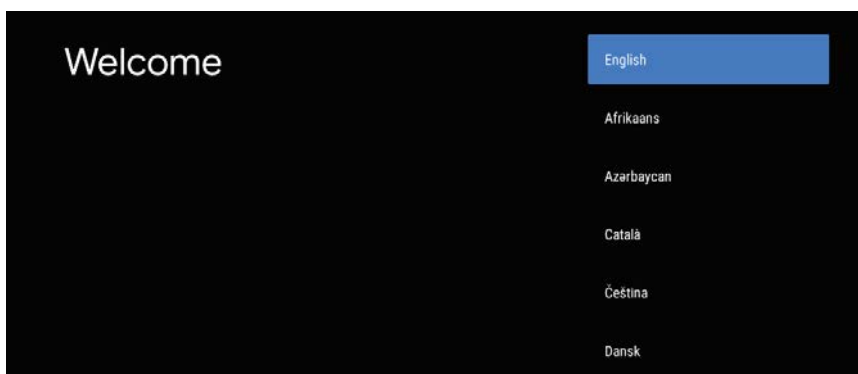 Welcome
English
Afrikaans
Azərbaycan
Català
Čeština
Dansk